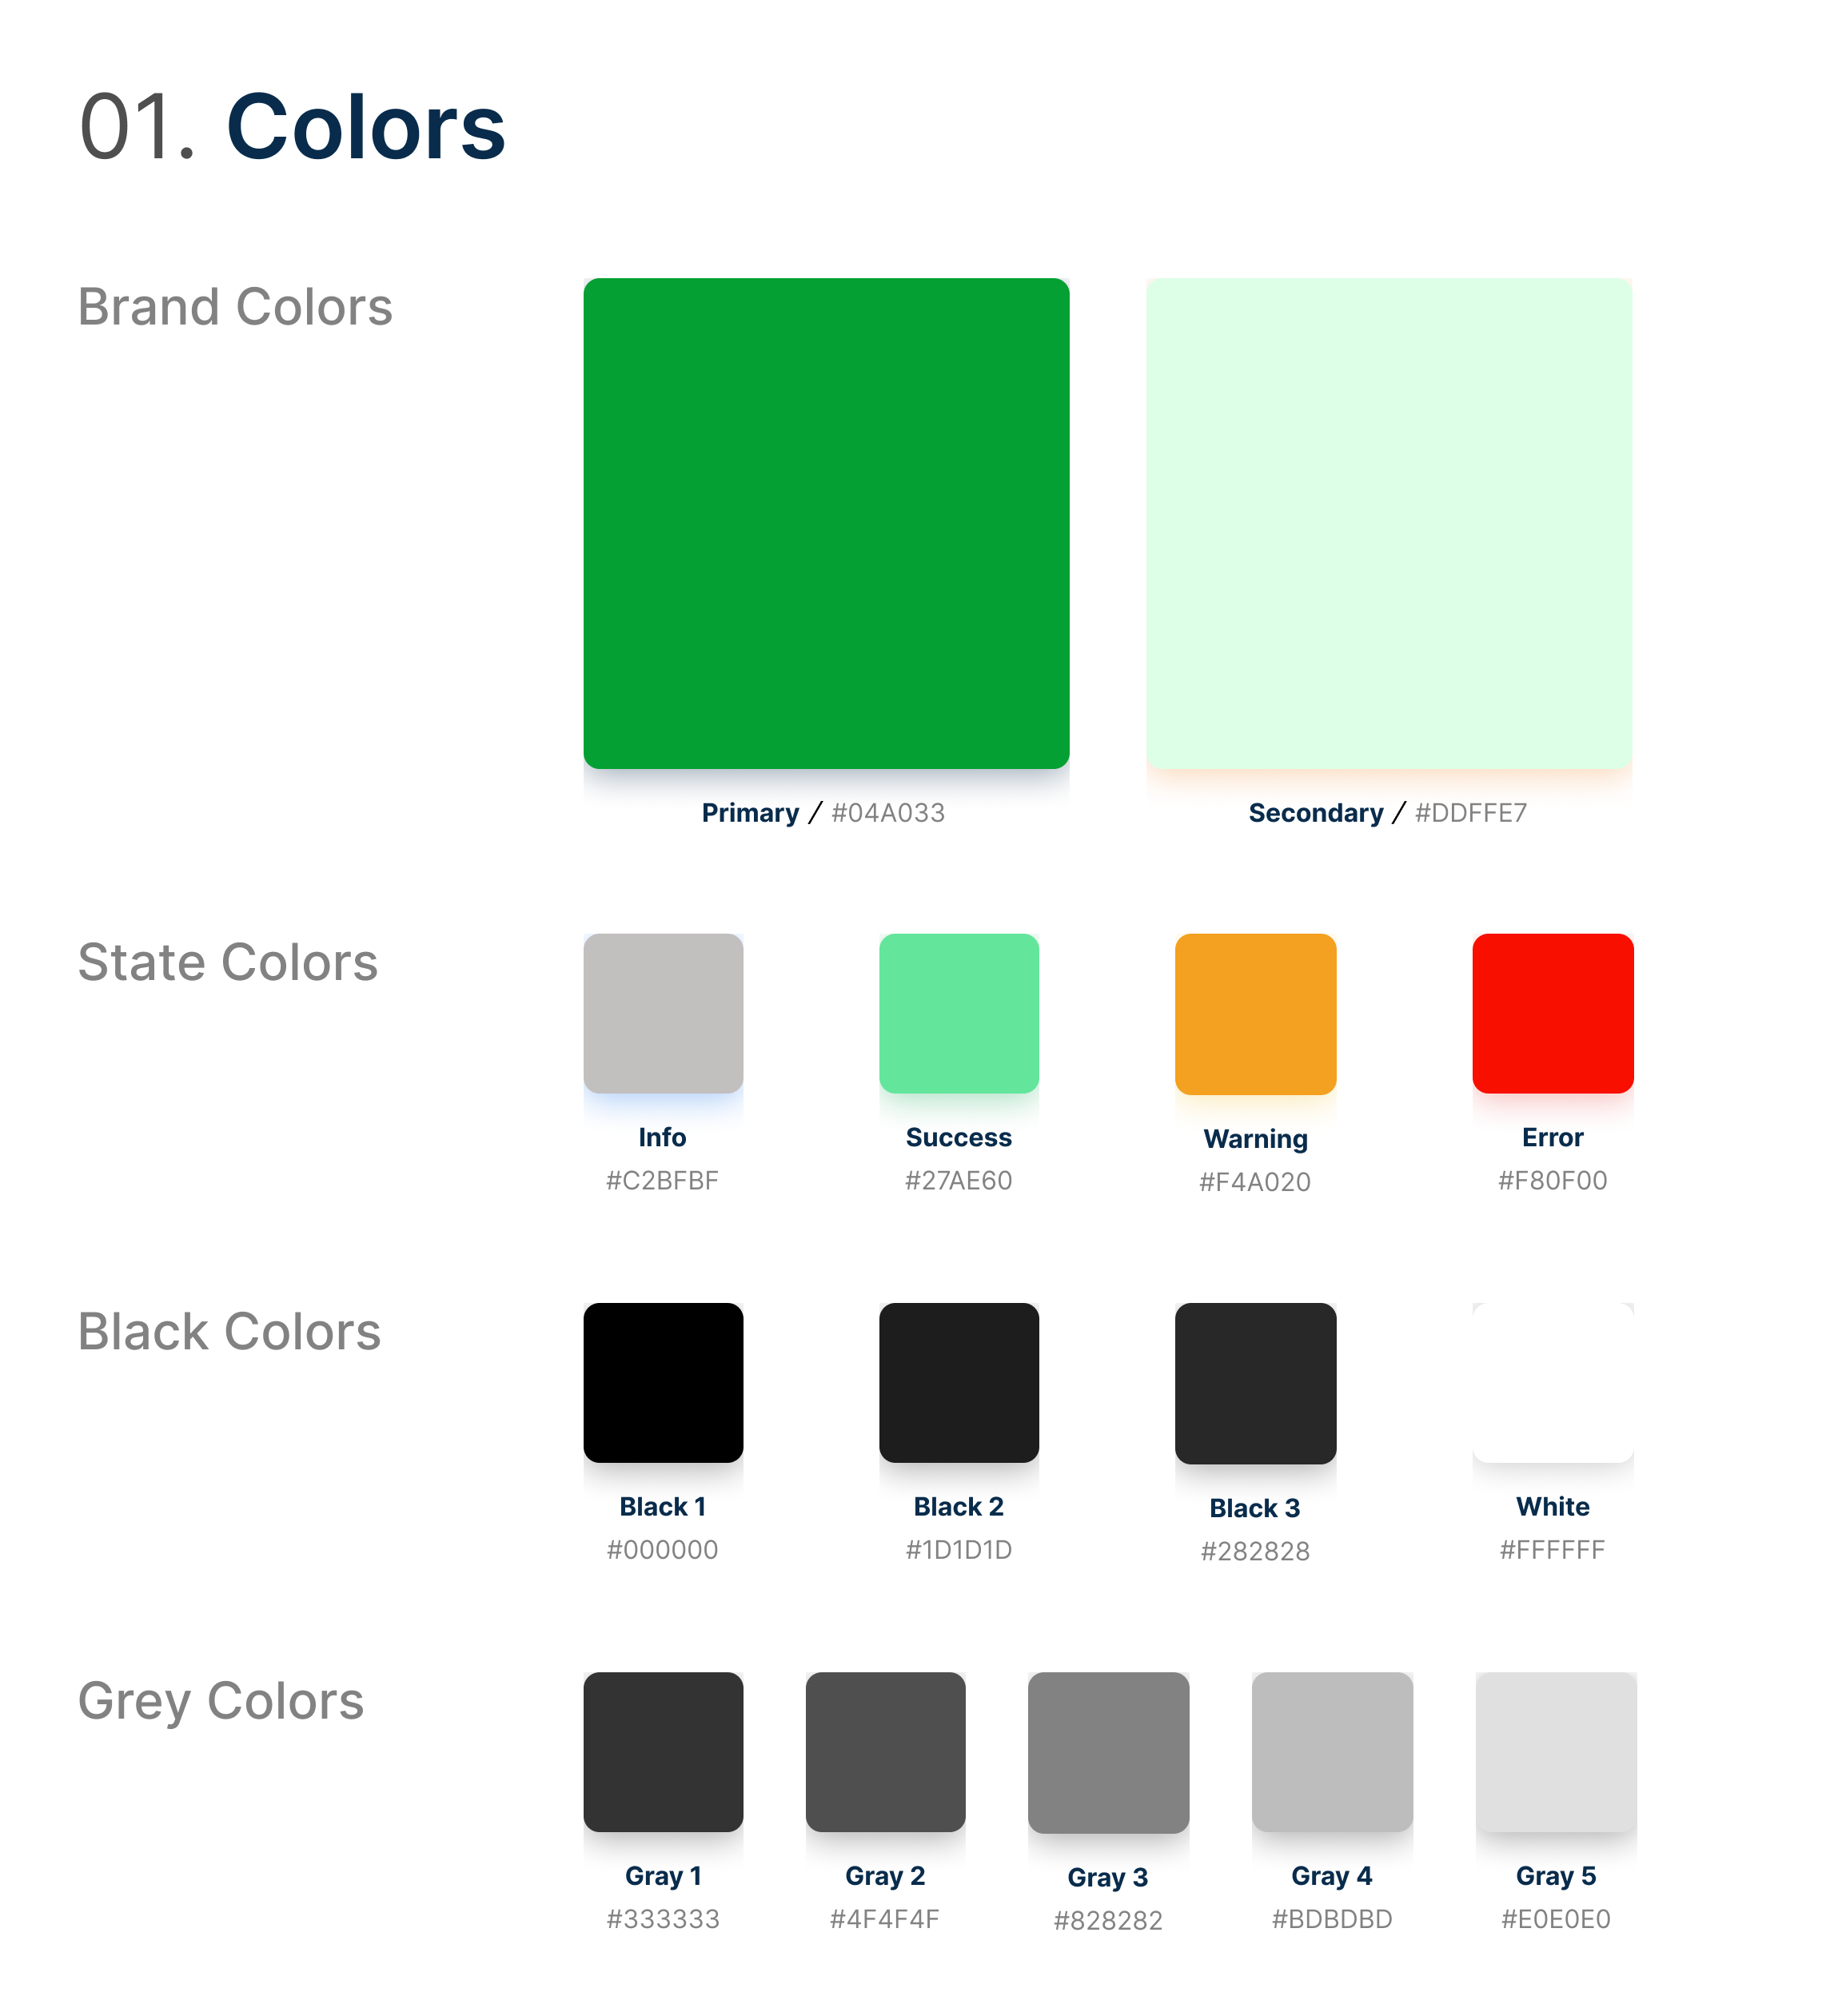 01. Colors
Brand Colors
Primary / #04A033
Secondary / #DDFFE7
State Colors
Info
#C2BFBF
Success
#27AE60
Warning
#F4A020
Error
#F80F00
Black Colors
Black 1
#000000
Black 2
#1D1D1D
Black 3
#282828
White
#FFFFFF
Grey Colors
Gray 1
#333333
Gray 2
#4F4F4F
Gray 3
#828282
Gray 4
#BDBDBD
Gray 5
#E0E0E0